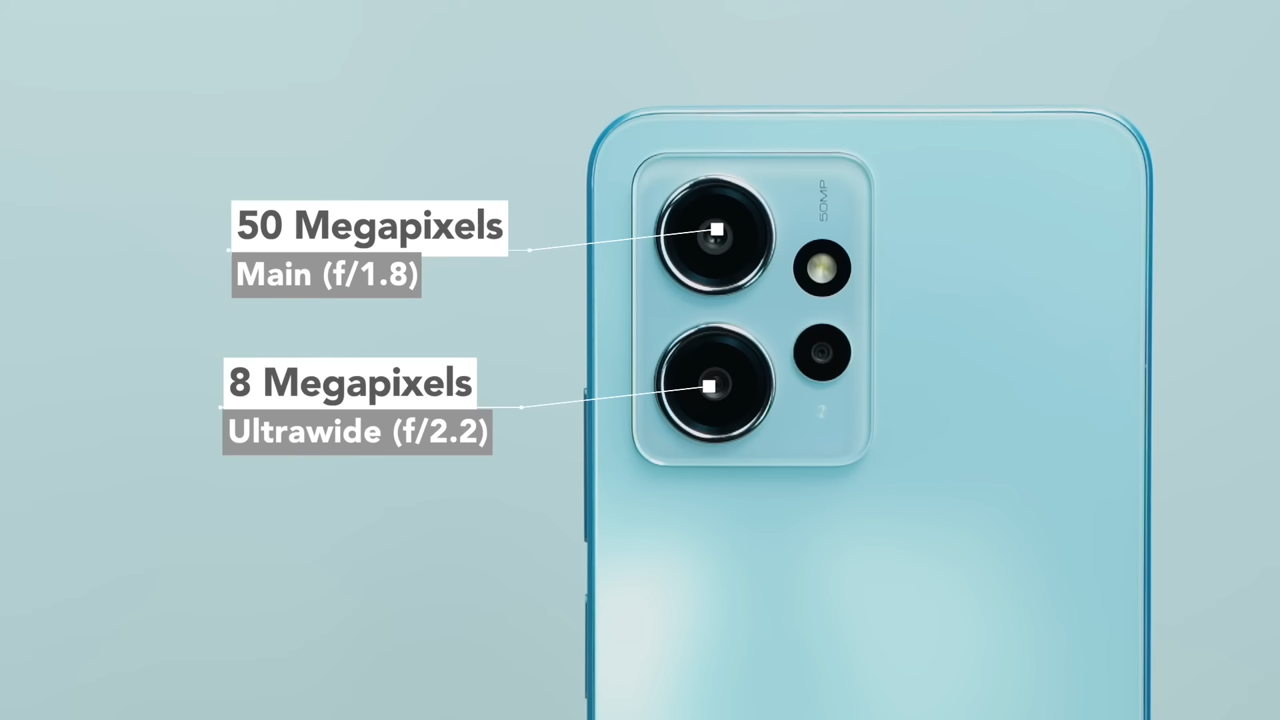 50MP
50 Megapixels
Main (f/1.8)
8 Megapixels
Ultrawide (f/2.2)